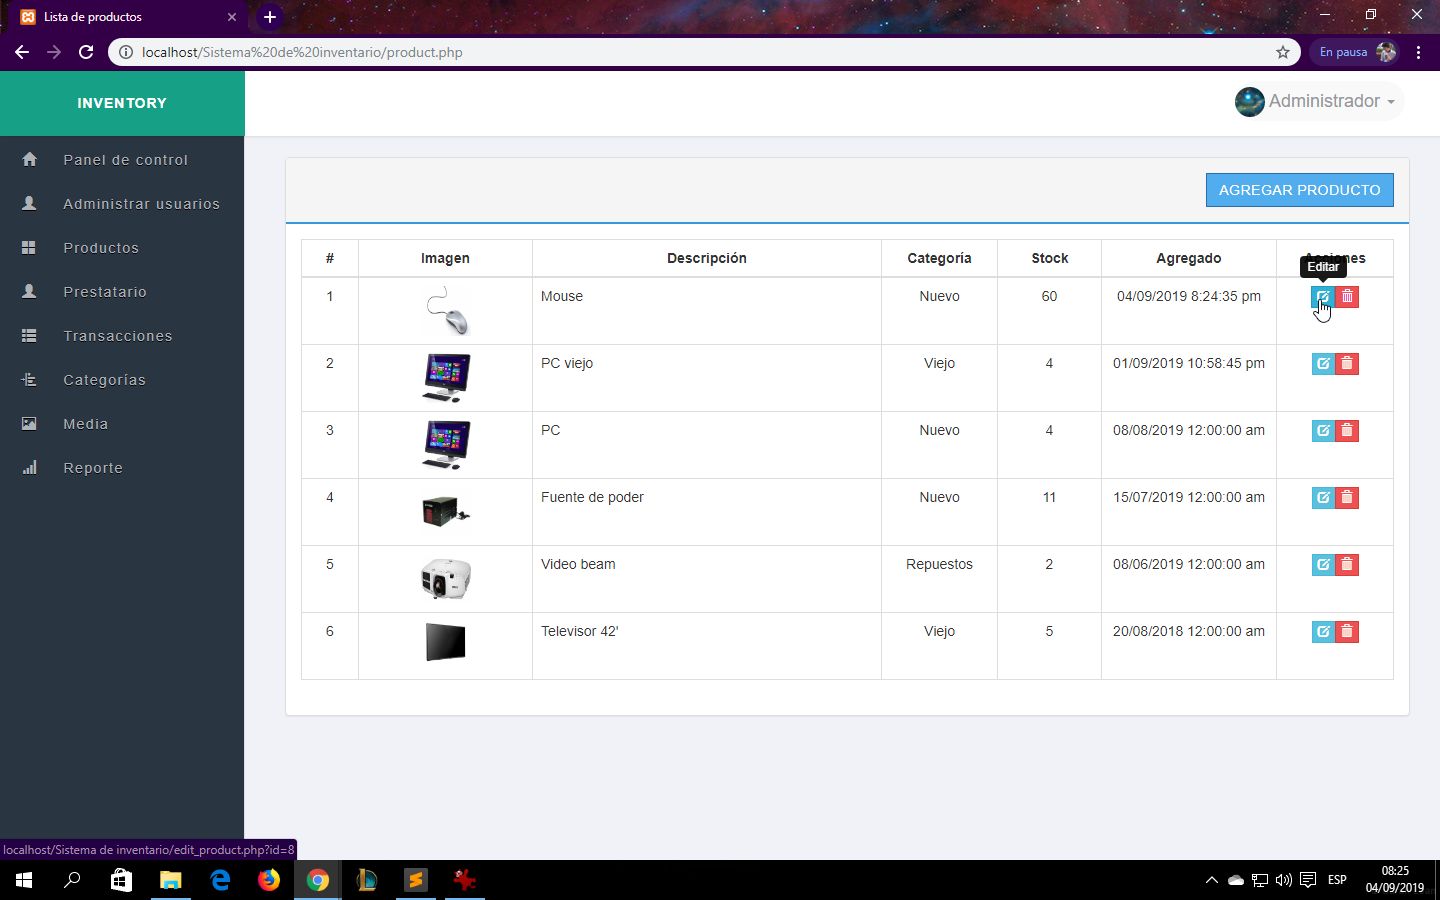 Lista de productos
localhost/Sistema%20de%20inventario/product.php
En pausa
INVENTORY
Administrador
Panel de control
Administrar usuarios
Productos
Prestatario
Transacciones
Categorías
Media
Reporte
AGREGAR PRODUCTO
# Imagen Descripción Categoría Stock Agregado
Editar
1 Mouse Nuevo 60 04/09/2019 8:24:35 pm
2 PC viejo Viejo 4 01/09/2019 10:58:45 pm
3 PC Nuevo 4 08/08/2019 12:00:00 am
4 Fuente de poder Nuevo 11 15/07/2019 12:00:00 am
5 Video beam Repuestos 2 08/06/2019 12:00:00 am
6 Televisor 42' Viejo 5 20/08/2018 12:00:00 am
localhost/Sistema de inventario/edit_product.php?id=8
ESP
08:25
04/09/2019